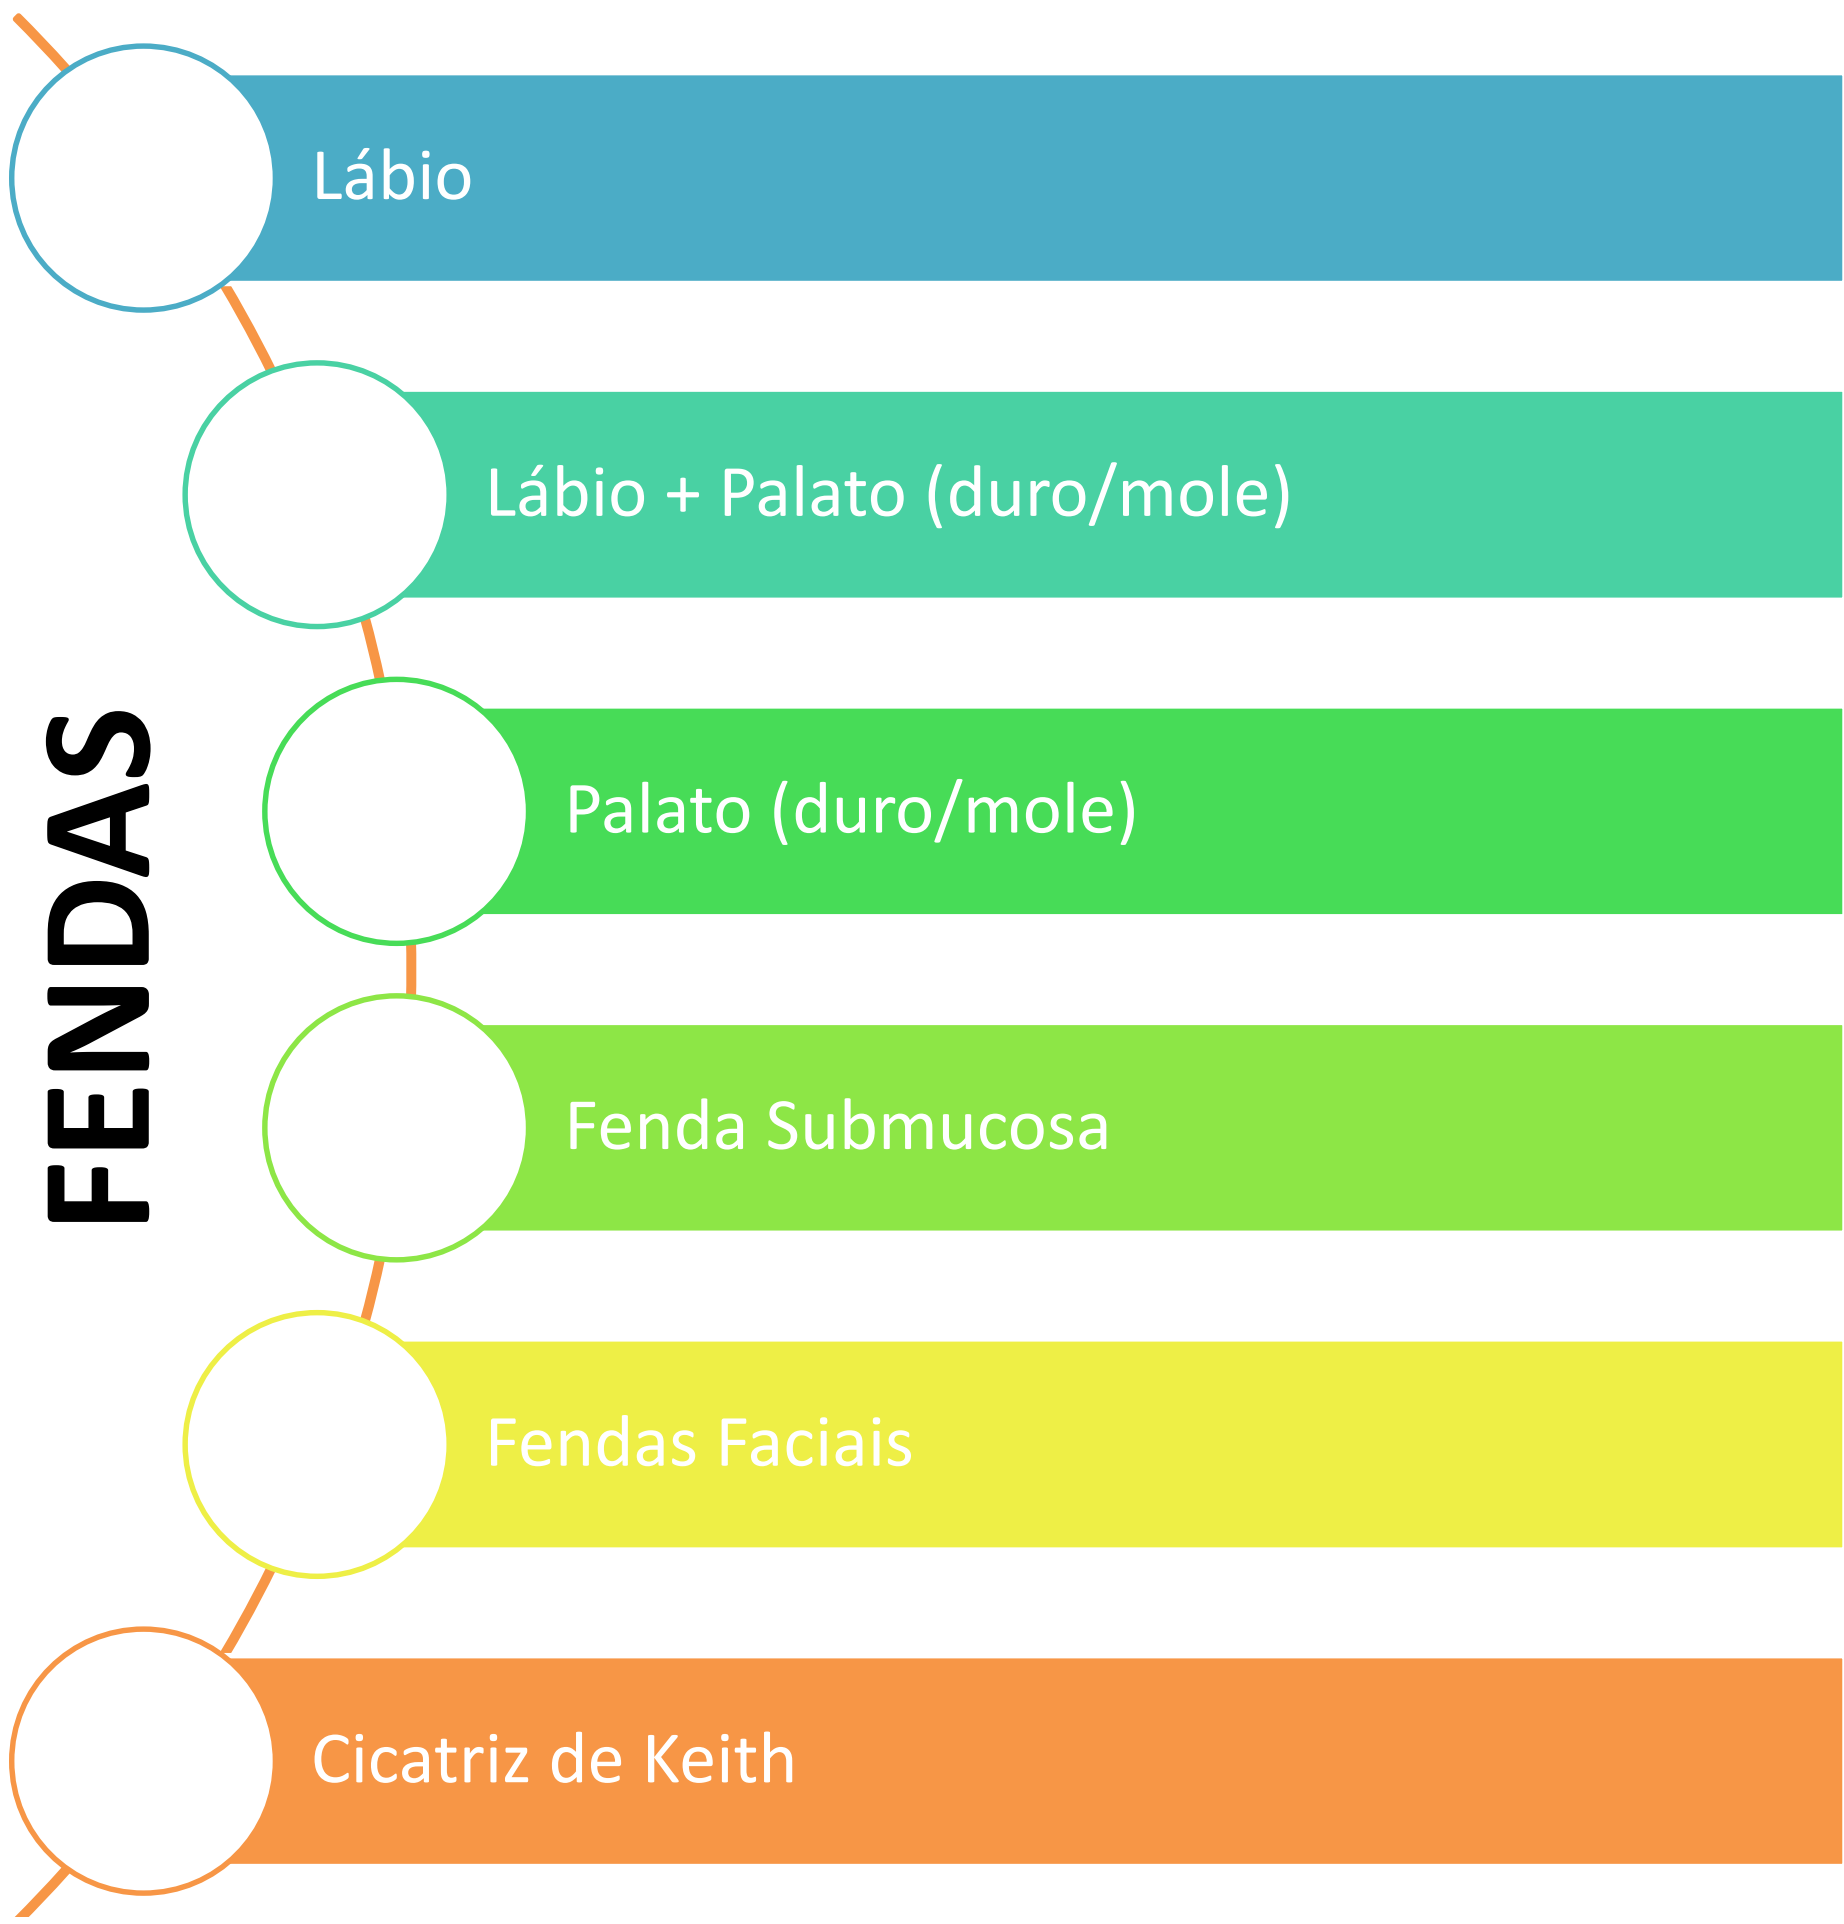 FENDAS
Lábio
Lábio + Palato (duro/mole)
Palato (duro/mole)
Fenda Submucosa
Fendas Faciais
Cicatriz de Keith